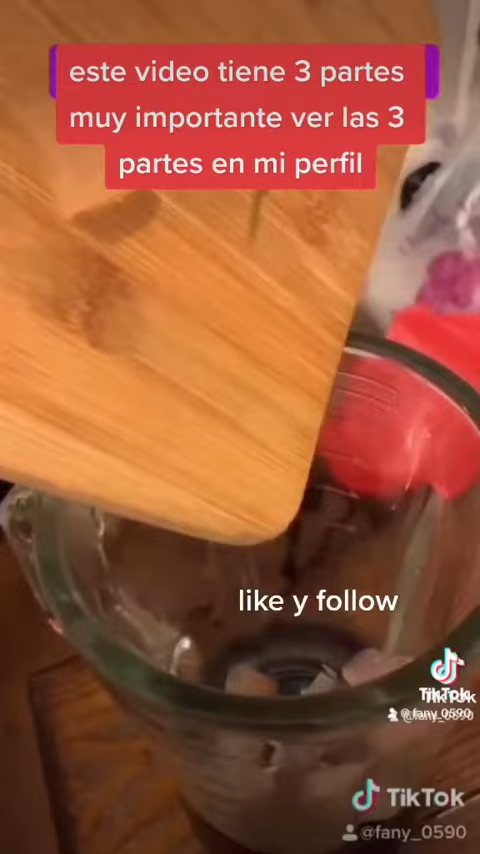 este video tiene 3 partes
muy importante ver las 3
partes en mi perfil
like y follow
TikTok
@fany_0590
TikTok
@fany_0590